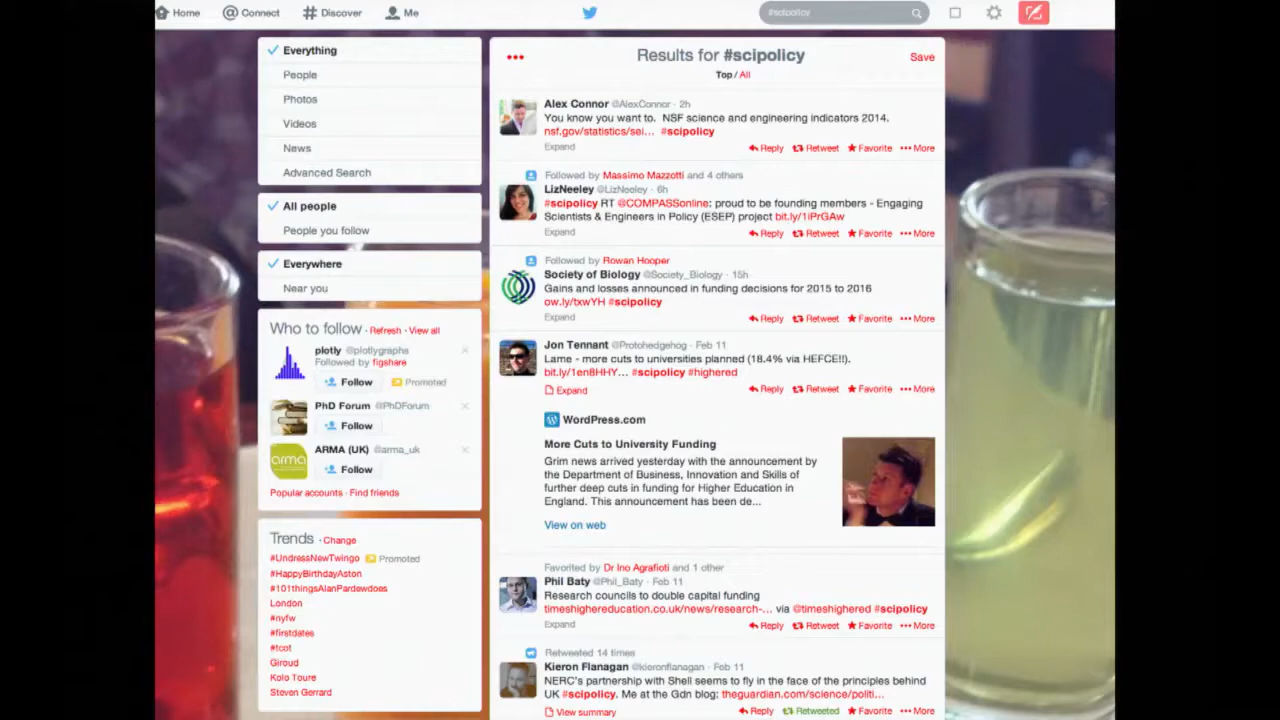 Home
Connect
Discover
Me
#scipolicy
Everything
People
Photos
Videos
News
Advanced Search
All people
People you follow
Everywhere
Near you
Who to follow · Refresh · View all
plotly @plotlygraphs
Followed by figshare
Follow
Promoted
PhD Forum @PhDForum
Follow
ARMA (UK) @arma_uk
arma
Follow
Popular accounts · Find friends
Trends · Change
#UndressNewTwingo Promoted
#HappyBirthdayAston
#101thingsAlanPardewdoes
London
#nyfw
#firstdates
#tcot
Giroud
Kolo Toure
Steven Gerrard
Results for #scipolicy
Save
Top / All
Alex Connor @AlexConnor · 2h
You know you want to. NSF science and engineering indicators 2014.
nsf.gov/statistics/sei... #scipolicy
Expand
Reply Retweet Favorite More
Followed by Massimo Mazzotti and 4 others
LizNeeley @LizNeeley · 6h
#scipolicy RT @COMPASSonline: proud to be founding members - Engaging
Scientists & Engineers in Policy (ESEP) project bit.ly/1iPrGAw
Expand
Reply Retweet Favorite More
Followed by Rowan Hooper
Society of Biology @Society_Biology · 15h
Gains and losses announced in funding decisions for 2015 to 2016
ow.ly/txwYH #scipolicy
Expand
Reply Retweet Favorite More
Jon Tennant @Protohedgehog · Feb 11
Lame - more cuts to universities planned (18.4% via HEFCE!!).
bit.ly/1en8HHY... #scipolicy #highered
Expand
Reply Retweet Favorite More
WordPress.com
More Cuts to University Funding
Grim news arrived yesterday with the announcement by
the Department of Business, Innovation and Skills of
further deep cuts in funding for Higher Education in
England. This announcement has been de...
View on web
Favorited by Dr Ino Agrafioti and 1 other
Phil Baty @Phil_Baty · Feb 11
Research councils to double capital funding
timeshighereducation.co.uk/news/research-... via @timeshighered #scipolicy
Expand
Reply Retweet Favorite More
Retweeted 14 times
Kieron Flanagan @kieronflanagan · Feb 11
NERC's partnership with Shell seems to fly in the face of the principles behind
UK #scipolicy. Me at the Gdn blog: theguardian.com/science/politi...
View summary
Reply Retweeted Favorite More